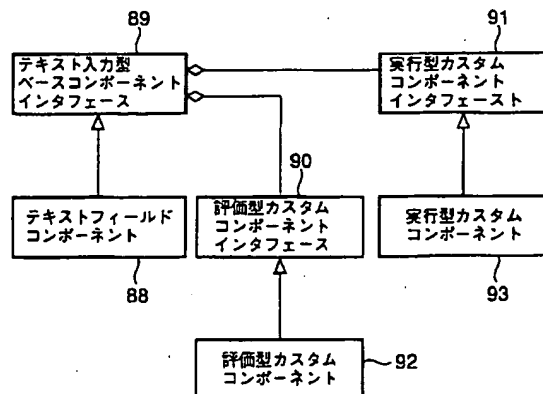 89
テキスト入力型
ベースコンポーネント
インタフェース
91
実行型カスタム
コンポーネント
インタフェースト
90
テキストフィールド
コンポーネント
88
評価型カスタム
コンポーネント
インタフェース
実行型カスタム
コンポーネント
93
評価型カスタム
コンポーネント
92